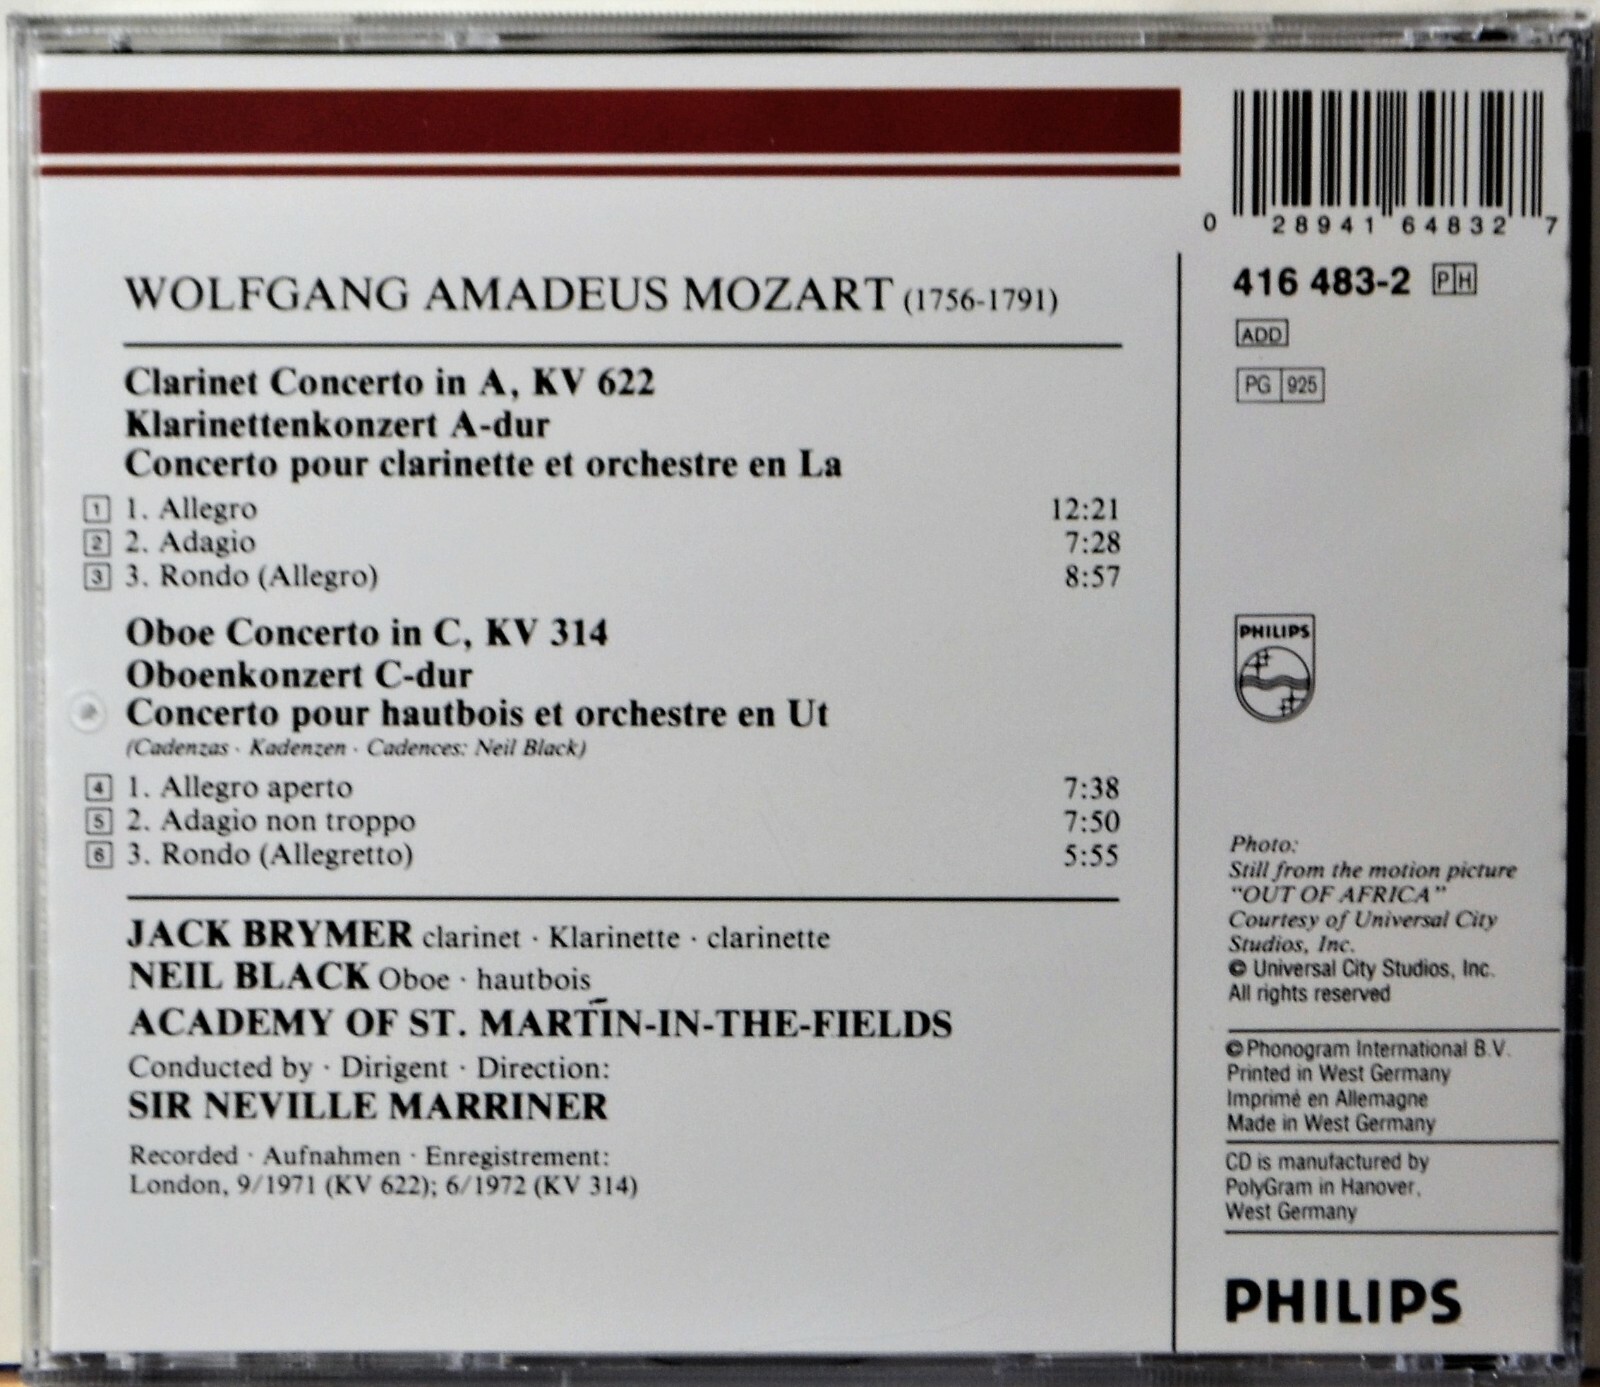 WOLFGANG AMADEUS MOZART (1756-1791)
Clarinet Concerto in A, KV 622
Klarinettenkonzert A-dur
Concerto pour clarinette et orchestre en La
1 1. Allegro 12:21
2 2. Adagio 7:28
3 3. Rondo (Allegro) 8:57
Oboe Concerto in C, KV 314
Oboenkonzert C-dur
Concerto pour hautbois et orchestre en Ut
(Cadenzas · Kadenzen · Cadences: Neil Black)
4 1. Allegro aperto 7:38
5 2. Adagio non troppo 7:50
6 3. Rondo (Allegretto) 5:55
JACK BRYMER clarinet · Klarinette · clarinette
NEIL BLACK Oboe · hautbois
ACADEMY OF ST. MARTIN-IN-THE-FIELDS
Conducted by · Dirigent · Direction:
SIR NEVILLE MARRINER
Recorded · Aufnahmen · Enregistrement:
London, 9/1971 (KV 622); 6/1972 (KV 314)
0 28941 64832 7
416 483-2 PH
ADD
PG 925
PHILIPS
Photo:
Still from the motion picture
"OUT OF AFRICA"
Courtesy of Universal City
Studios, Inc.
© Universal City Studios, Inc.
All rights reserved
© Phonogram International B.V.
Printed in West Germany
Imprimé en Allemagne
Made in West Germany
CD is manufactured by
PolyGram in Hanover,
West Germany
PHILIPS